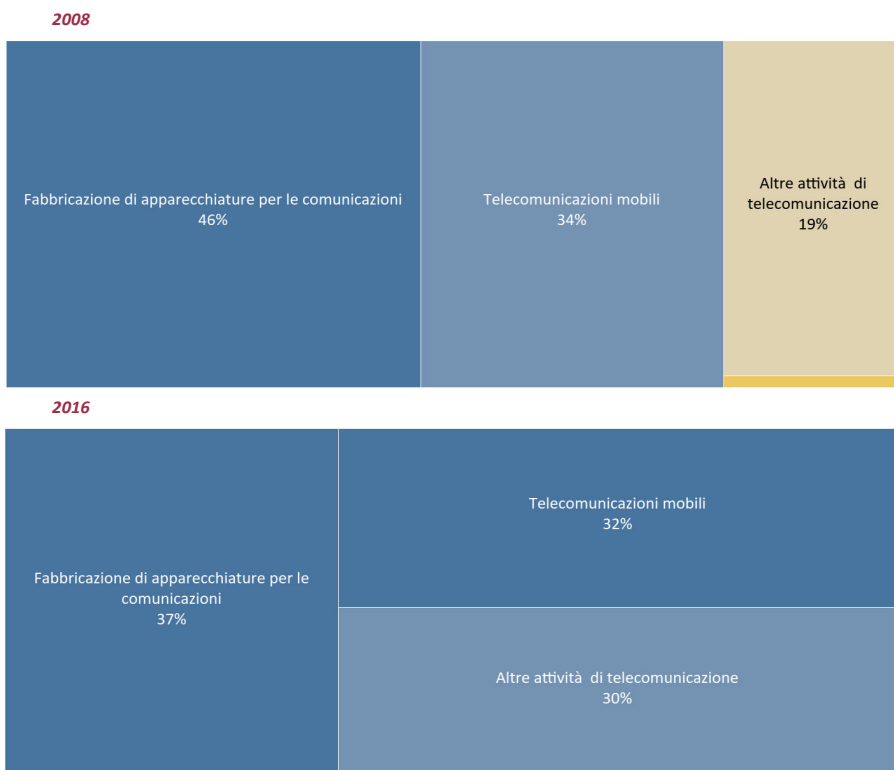 2008
Fabbricazione di apparecchiature per le comunicazioni
46%
Telecomunicazioni mobili
34%
Altre attività di
telecomunicazione
19%
2016
Fabbricazione di apparecchiature per le
comunicazioni
37%
Telecomunicazioni mobili
32%
Altre attività di telecomunicazione
30%